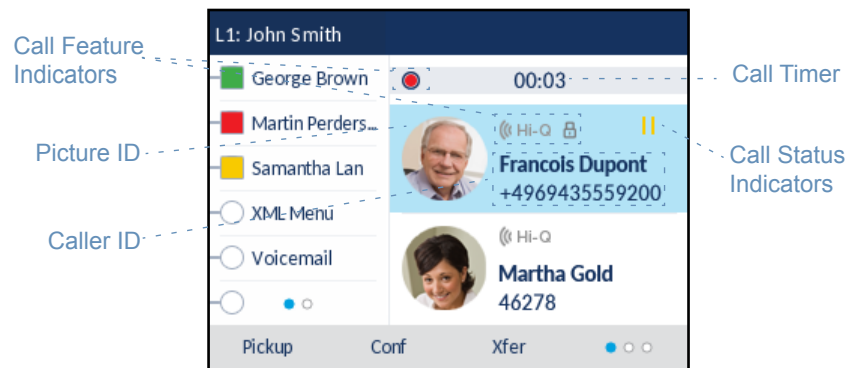 L1: John Smith
Call Feature
Indicators
George Brown
00:03
Call Timer
Martin Perders...
Hi-Q
Picture ID
Samantha Lan
Francois Dupont
+4969435559200
Call Status
Indicators
XML Menu
Caller ID
Hi-Q
Voicemail
Martha Gold
46278
Pickup Conf Xfer